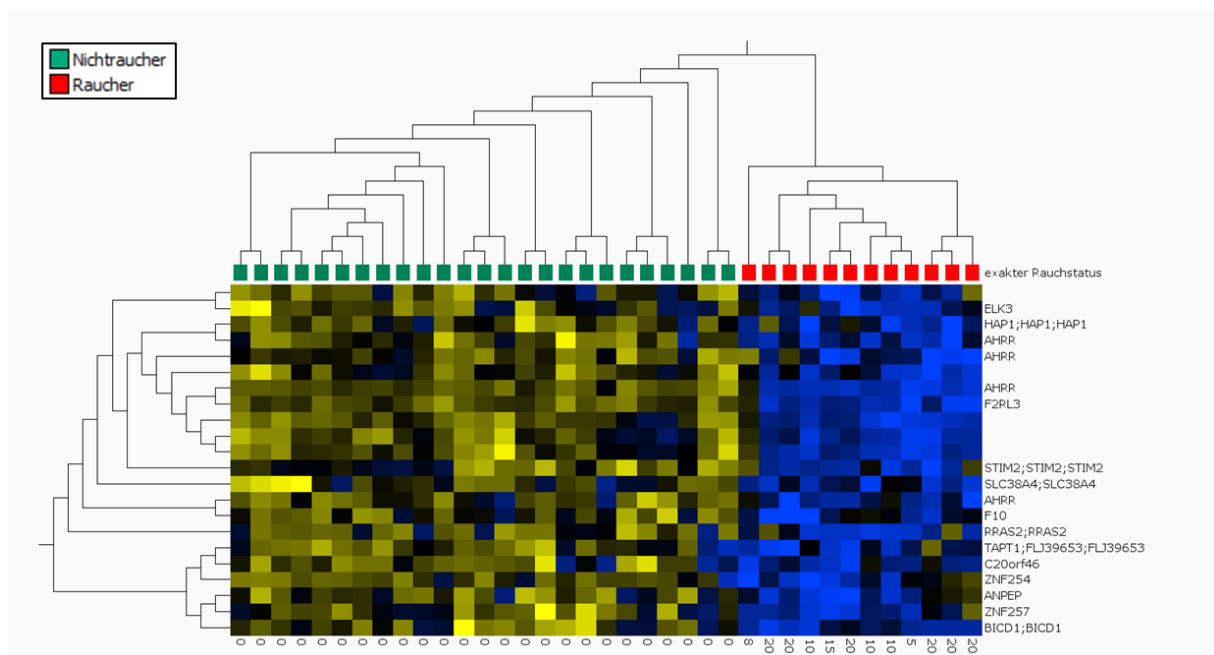 Nichtraucher
Raucher
exakter Rauchstatus
ELK3
HAP1;HAP1;HAP1
AHRR
AHRR
AHRR
F2RL3
STIM2;STIM2;STIM2
SLC38A4;SLC38A4
AHRR
F10
RRAS2;RRAS2
TAPT1;FLJ39653;FLJ39653
C20orf46
ZNF254
ANPEP
ZNF257
BICD1;BICD1
0 0 0 0 0 0 0 0 0 0 0 0 0 0 0 0 0 0 0 0 0 0 0 0 0 8 20 20 10 15 20 10 10 5 20 20 20